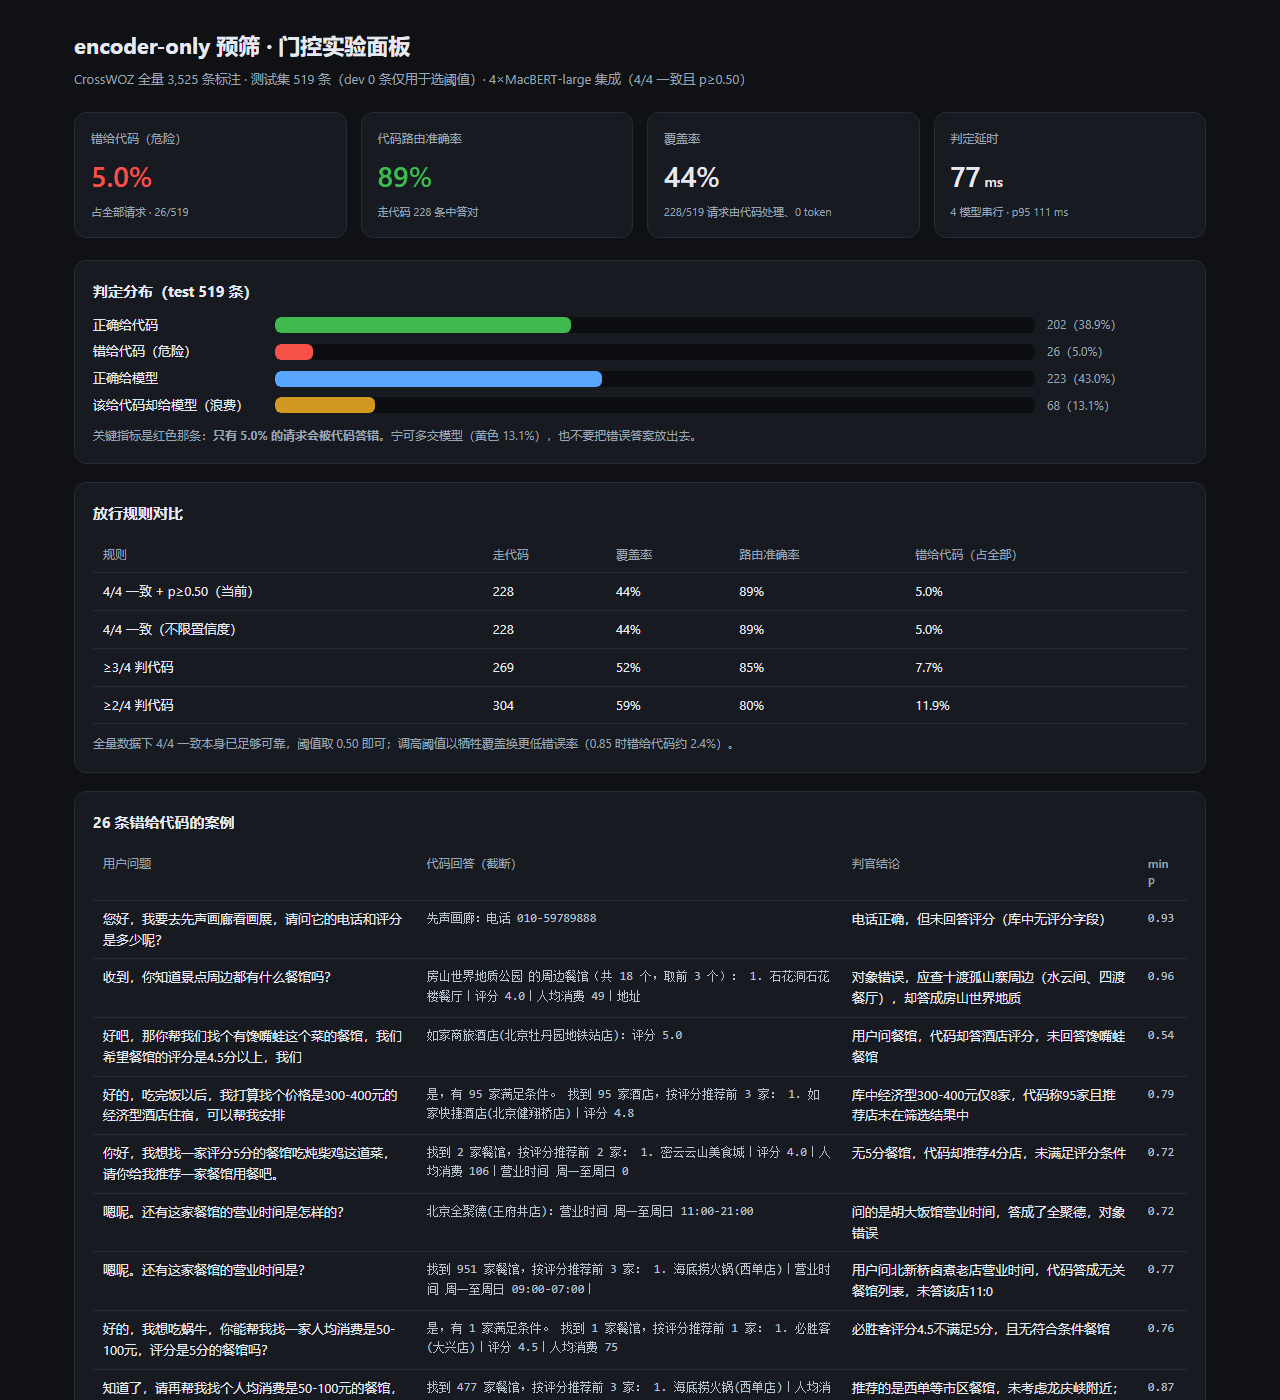 encoder-only 预筛 · 门控实验面板
CrossWOZ 全量 3,525 条标注 · 测试集 519 条（dev 0 条仅用于选阈值）· 4×MacBERT-large 集成（4/4 一致且 p≥0.50）
错给代码（危险）
5.0%
占全部请求 · 26/519
代码路由准确率
89%
走代码 228 条中答对
覆盖率
44%
228/519 请求由代码处理、0 token
判定延时
77 ms
4 模型串行 · p95 111 ms
判定分布（test 519 条）
正确给代码 202（38.9%）
错给代码（危险） 26（5.0%）
正确给模型 223（43.0%）
该给代码却给模型（浪费） 68（13.1%）
关键指标是红色那条：只有 5.0% 的请求会被代码答错。宁可多交模型（黄色 13.1%），也不要把错误答案放出去。
放行规则对比
规则 走代码 覆盖率 路由准确率 错给代码（占全部）
4/4 一致 + p≥0.50（当前） 228 44% 89% 5.0%
4/4 一致（不限置信度） 228 44% 89% 5.0%
≥3/4 判代码 269 52% 85% 7.7%
≥2/4 判代码 304 59% 80% 11.9%
全量数据下 4/4 一致本身已足够可靠，阈值取 0.50 即可；调高阈值以牺牲覆盖换更低错误率（0.85 时错给代码约 2.4%）。
26 条错给代码的案例
用户问题 代码回答（截断） 判官结论 min
p
您好，我要去先声画廊看画展，请问它的电话和评分 先声画廊：电话 010-59789888 电话正确，但未回答评分（库中无评分字段） 0.93
是多少呢？
收到，你知道景点周边都有什么餐馆吗？ 房山世界地质公园 的周边餐馆（共 18 个，取前 3 个）： 1. 石花洞石花 对象错误，应查十渡孤山寨周边（水云间、四渡 0.96
楼餐厅｜评分 4.0｜人均消费 49｜地址 餐厅），却答成房山世界地质
好吧，那你帮我们找个有馋嘴蛙这个菜的餐馆，我们 如家商旅酒店(北京牡丹园地铁站店)：评分 5.0 用户问餐馆，代码却答酒店评分，未回答馋嘴蛙 0.54
希望餐馆的评分是4.5分以上，我们 餐馆
好的，吃完饭以后，我打算找个价格是300-400元的 是，有 95 家满足条件。 找到 95 家酒店，按评分推荐前 3 家： 1. 如 库中经济型300-400元仅8家，代码称95家且推 0.79
经济型酒店住宿，可以帮我安排 家快捷酒店(北京健翔桥店)｜评分 4.8 荐店未在筛选结果中
你好，我想找一家评分5分的餐馆吃炖柴鸡这道菜， 找到 2 家餐馆，按评分推荐前 2 家： 1. 密云云山美食城｜评分 4.0｜人 无5分餐馆，代码却推荐4分店，未满足评分条件 0.72
请你给我推荐一家餐馆用餐吧。 均消费 106｜营业时间 周一至周日 0
嗯呢。还有这家餐馆的营业时间是怎样的？ 北京全聚德(王府井店)：营业时间 周一至周日 11:00-21:00 问的是胡大饭馆营业时间，答成了全聚德，对象 0.72
错误
嗯呢。还有这家餐馆的营业时间是？ 找到 951 家餐馆，按评分推荐前 3 家： 1. 海底捞火锅(西单店)｜营业时 用户问北新桥卤煮老店营业时间，代码答成无关 0.77
间 周一至周日 09:00-07:00｜ 餐馆列表，未答该店11:0
好的，我想吃蜗牛，你能帮我找一家人均消费是50- 是，有 1 家满足条件。 找到 1 家餐馆，按评分推荐前 1 家： 1. 必胜客 必胜客评分4.5不满足5分，且无符合条件餐馆 0.76
100元，评分是5分的餐馆吗？ (大兴店)｜评分 4.5｜人均消费 75
知道了，请再帮我找个人均消费是50-100元的餐馆， 找到 477 家餐馆，按评分推荐前 3 家： 1. 海底捞火锅(西单店)｜人均消 推荐的是西单等市区餐馆，未考虑龙庆峡附近； 0.87